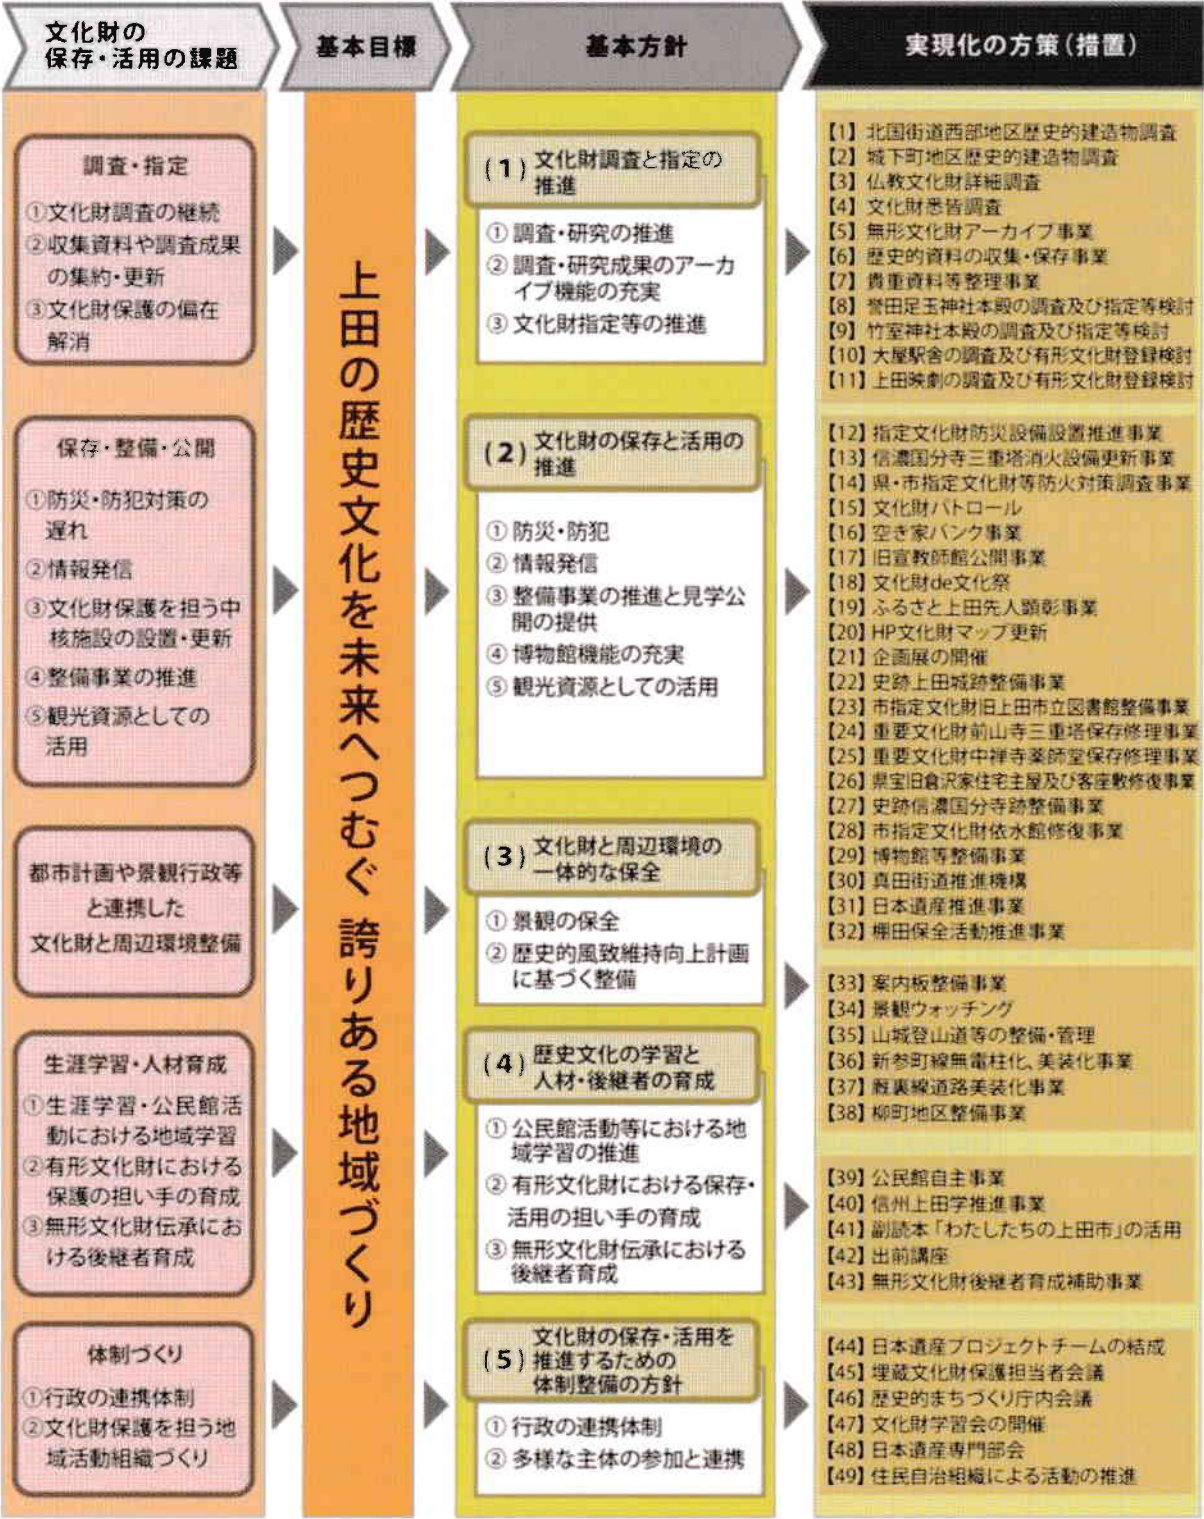 文化財の
保存・活用の課題
基本目標
基本方針
実現化の方策(措置)
調査・指定
①文化財調査の継続
②収集資料や調査成果
の集約・更新
③文化財保護の偏在
解消
保存・整備・公開
①防災・防犯対策の
遅れ
②情報発信
③文化財保護を担う中
核施設の設置・更新
④整備事業の推進
⑤観光資源としての
活用
都市計画や景観行政等
と連携した
文化財と周辺環境整備
生涯学習・人材育成
①生涯学習・公民館活
動における地域学習
②有形文化財における
保護の担い手の育成
③無形文化財伝承にお
ける後継者育成
体制づくり
①行政の連携体制
②文化財保護を担う地
域活動組織づくり
上田の歴史文化を未来へつむぐ 誇りある地域づくり
(1) 文化財調査と指定の
推進
① 調査・研究の推進
② 調査・研究成果のアーカ
イブ機能の充実
③ 文化財指定等の推進
(2) 文化財の保存と活用の
推進
① 防災・防犯
② 情報発信
③ 整備事業の推進と見学公
開の提供
④ 博物館機能の充実
⑤ 観光資源としての活用
(3) 文化財と周辺環境の
一体的な保全
① 景観の保全
② 歴史的風致維持向上計画
に基づく整備
(4) 歴史文化の学習と
人材・後継者の育成
① 公民館活動等における地
域学習の推進
② 有形文化財における保存・
活用の担い手の育成
③ 無形文化財伝承における
後継者育成
(5) 文化財の保存・活用を
推進するための
体制整備の方針
① 行政の連携体制
② 多様な主体の参加と連携
【1】北国街道西部地区歴史的建造物調査
【2】城下町地区歴史的建造物調査
【3】仏教文化財詳細調査
【4】文化財悉皆調査
【5】無形文化財アーカイブ事業
【6】歴史的資料の収集・保存事業
【7】貴重資料等整理事業
【8】誉田足玉神社本殿の調査及び指定等検討
【9】竹室神社本殿の調査及び指定等検討
【10】大屋駅舎の調査及び有形文化財登録検討
【11】上田映劇の調査及び有形文化財登録検討
【12】指定文化財防災設備設置推進事業
【13】信濃国分寺三重塔消火設備更新事業
【14】県・市指定文化財等防火対策調査事業
【15】文化財パトロール
【16】空き家バンク事業
【17】旧宣教師館公開事業
【18】文化財de文化祭
【19】ふるさと上田先人顕彰事業
【20】HP文化財マップ更新
【21】企画展の開催
【22】史跡上田城跡整備事業
【23】市指定文化財旧上田市立図書館整備事業
【24】重要文化財前山寺三重塔保存修理事業
【25】重要文化財中禅寺薬師堂保存修理事業
【26】県宝旧倉沢家住宅主屋及び客座敷修復事業
【27】史跡信濃国分寺跡整備事業
【28】市指定文化財依水館修復事業
【29】博物館等整備事業
【30】真田街道推進機構
【31】日本遺産推進事業
【32】棚田保全活動推進事業
【33】案内板整備事業
【34】景観ウォッチング
【35】山城登山道等の整備・管理
【36】新参町線無電柱化、美装化事業
【37】厩裏線道路美装化事業
【38】柳町地区整備事業
【39】公民館自主事業
【40】信州上田学推進事業
【41】副読本「わたしたちの上田市」の活用
【42】出前講座
【43】無形文化財後継者育成補助事業
【44】日本遺産プロジェクトチームの結成
【45】埋蔵文化財保護担当者会議
【46】歴史的まちづくり庁内会議
【47】文化財学習会の開催
【48】日本遺産専門部会
【49】住民自治組織による活動の推進